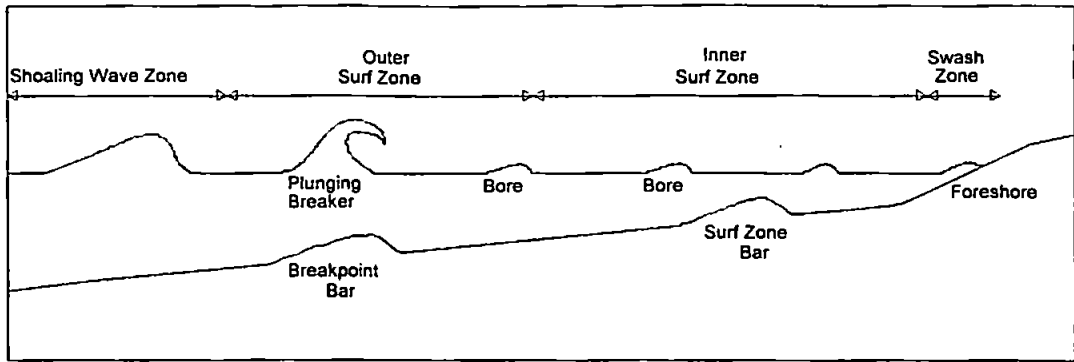 Shoaling Wave Zone
Outer
Surf Zone
Inner
Surf Zone
Swash
Zone
Plunging
Breaker
Bore
Bore
Foreshore
Surf Zone
Bar
Breakpoint
Bar